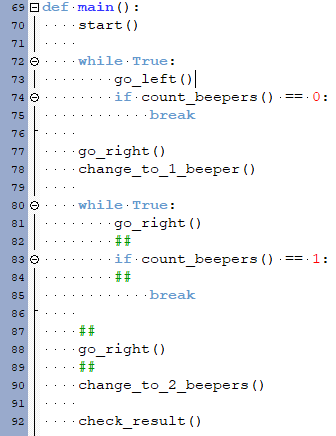 69 def main():
70     start()
71
72     while True:
73         go_left()
74         if count_beepers() == 0:
75             break
76
77     go_right()
78     change_to_1_beeper()
79
80     while True:
81         go_right()
82         ##
83         if count_beepers() == 1:
84         ##
85             break
86
87     ##
88     go_right()
89     ##
90     change_to_2_beepers()
91
92     check_result()